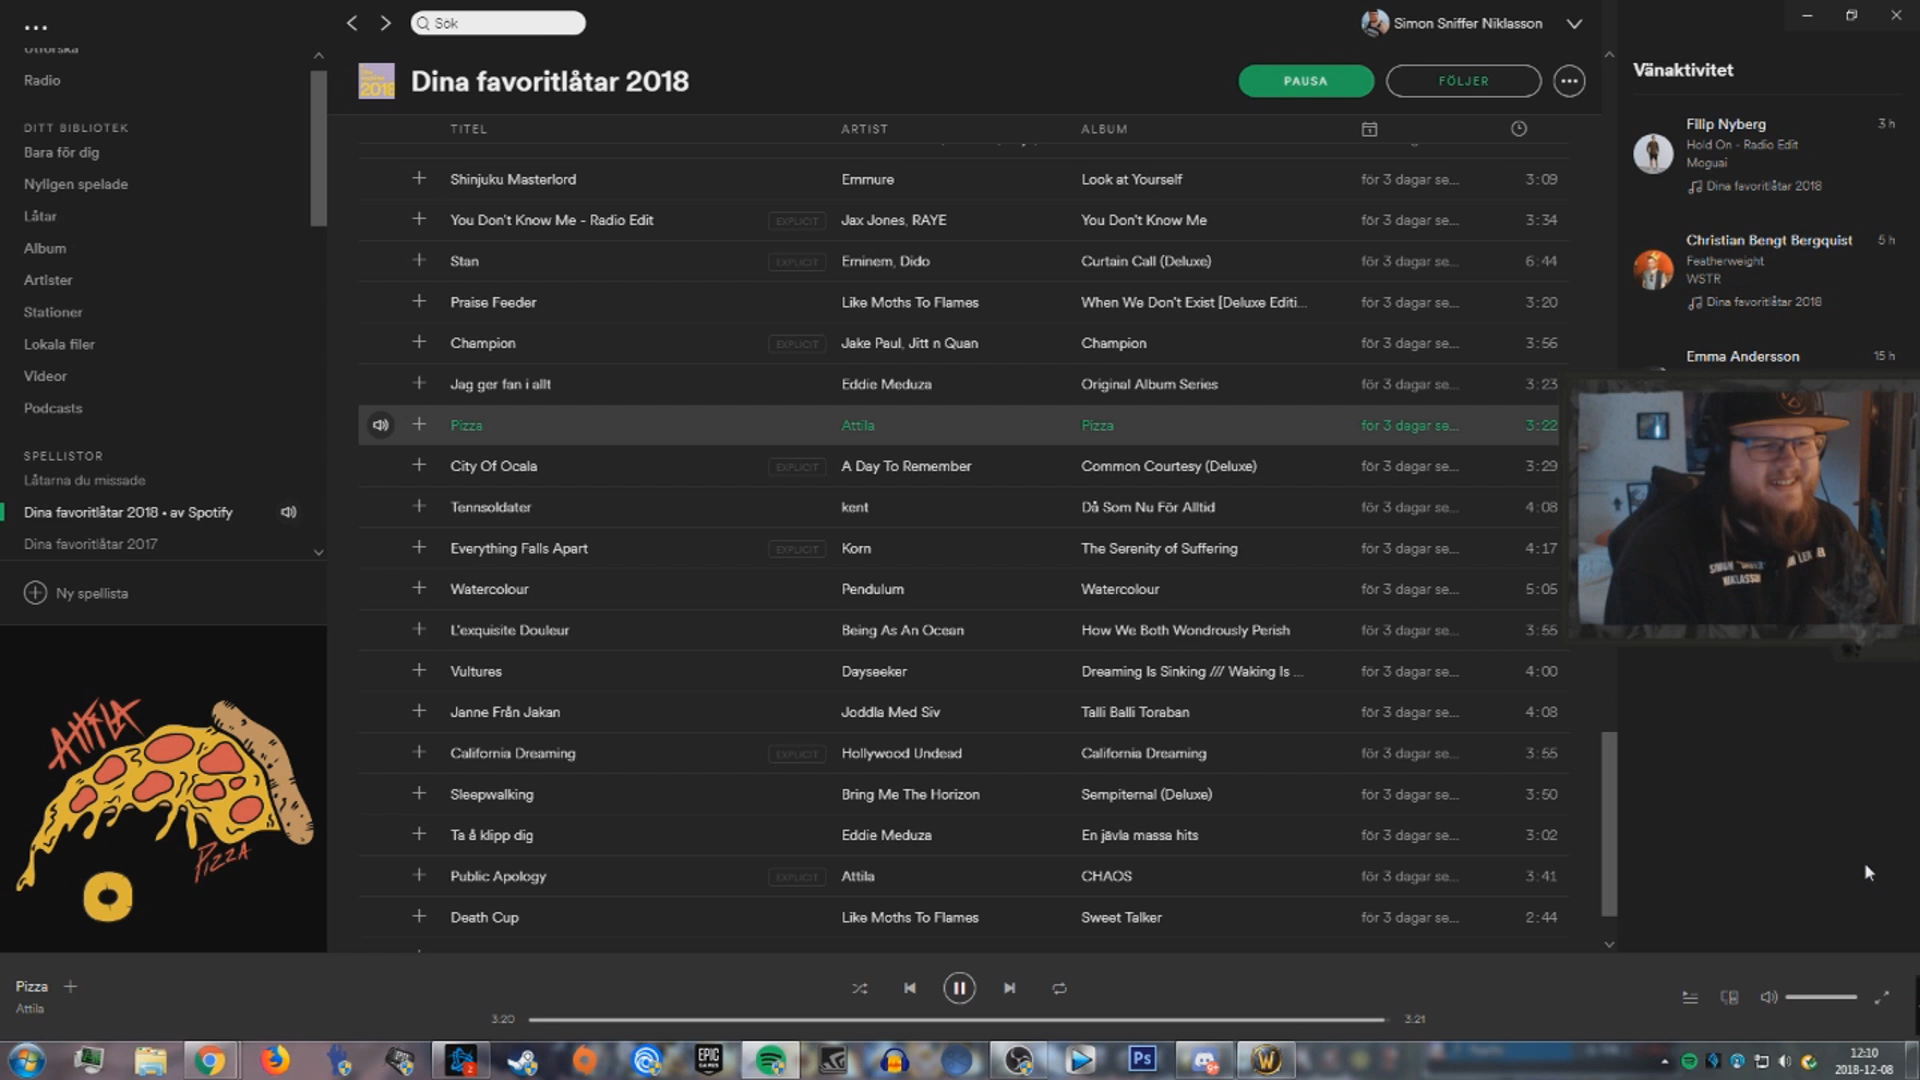 Sök
Simon Sniffer Niklasson
Utforska
Radio
DITT BIBLIOTEK
Bara för dig
Nyligen spelade
Låtar
Album
Artister
Stationer
Lokala filer
Videor
Podcasts
SPELLISTOR
Låtarna du missade
Dina favoritlåtar 2018 • av Spotify
Dina favoritlåtar 2017
Ny spellista
ATTILA
PIZZA
2018
Dina favoritlåtar 2018
PAUSA
FÖLJER
TITEL ARTIST ALBUM
Shinjuku Masterlord Emmure Look at Yourself för 3 dagar se... 3:09
You Don't Know Me - Radio Edit EXPLICIT Jax Jones, RAYE You Don't Know Me för 3 dagar se... 3:34
Stan EXPLICIT Eminem, Dido Curtain Call (Deluxe) för 3 dagar se... 6:44
Praise Feeder Like Moths To Flames When We Don't Exist [Deluxe Editi... för 3 dagar se... 3:20
Champion EXPLICIT Jake Paul, Jitt n Quan Champion för 3 dagar se... 3:56
Jag ger fan i allt Eddie Meduza Original Album Series för 3 dagar se... 3:23
Pizza Attila Pizza för 3 dagar se... 3:22
City Of Ocala EXPLICIT A Day To Remember Common Courtesy (Deluxe) för 3 dagar se... 3:29
Tennsoldater kent Då Som Nu För Alltid för 3 dagar se... 4:08
Everything Falls Apart EXPLICIT Korn The Serenity of Suffering för 3 dagar se... 4:17
Watercolour Pendulum Watercolour för 3 dagar se... 5:05
L'exquisite Douleur Being As An Ocean How We Both Wondrously Perish för 3 dagar se... 3:55
Vultures Dayseeker Dreaming Is Sinking /// Waking Is ... för 3 dagar se... 4:00
Janne Från Jakan Joddla Med Siv Talli Balli Toraban för 3 dagar se... 4:08
California Dreaming EXPLICIT Hollywood Undead California Dreaming för 3 dagar se... 3:55
Sleepwalking Bring Me The Horizon Sempiternal (Deluxe) för 3 dagar se... 3:50
Ta å klipp dig Eddie Meduza En jävla massa hits för 3 dagar se... 3:02
Public Apology EXPLICIT Attila CHAOS för 3 dagar se... 3:41
Death Cup Like Moths To Flames Sweet Talker för 3 dagar se... 2:44
Vänaktivitet
Filip Nyberg 3 h
Hold On - Radio Edit
Moguai
Dina favoritlåtar 2018
Christian Bengt Bergquist 5 h
Featherweight
WSTR
Dina favoritlåtar 2018
Emma Andersson 15 h
SIMON
NIKLASSON
Pizza
Attila
3:20 3:21
EPIC
GAMES
Ps
12:10
2018-12-08